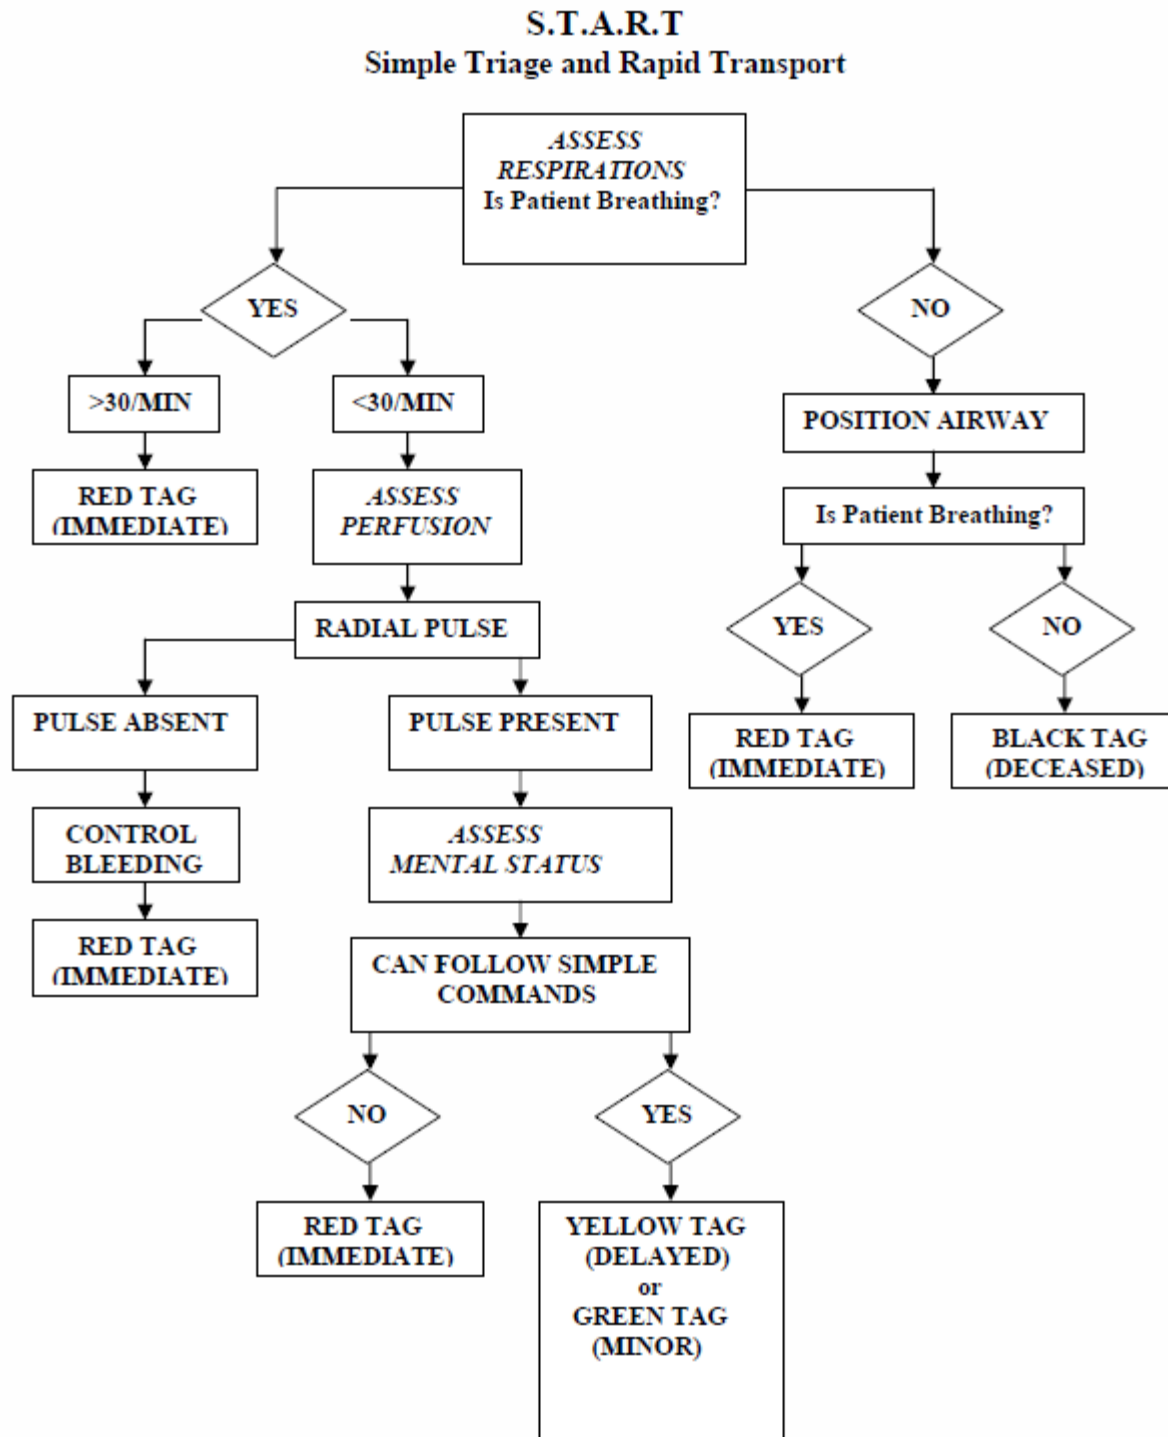 S.T.A.R.T
Simple Triage and Rapid Transport
ASSESS
RESPIRATIONS
Is Patient Breathing?
YES
NO
>30/MIN
<30/MIN
POSITION AIRWAY
RED TAG
(IMMEDIATE)
ASSESS
PERFUSION
Is Patient Breathing?
RADIAL PULSE
YES
NO
PULSE ABSENT
PULSE PRESENT
RED TAG
(IMMEDIATE)
BLACK TAG
(DECEASED)
CONTROL
BLEEDING
ASSESS
MENTAL STATUS
RED TAG
(IMMEDIATE)
CAN FOLLOW SIMPLE
COMMANDS
NO
YES
RED TAG
(IMMEDIATE)
YELLOW TAG
(DELAYED)
or
GREEN TAG
(MINOR)